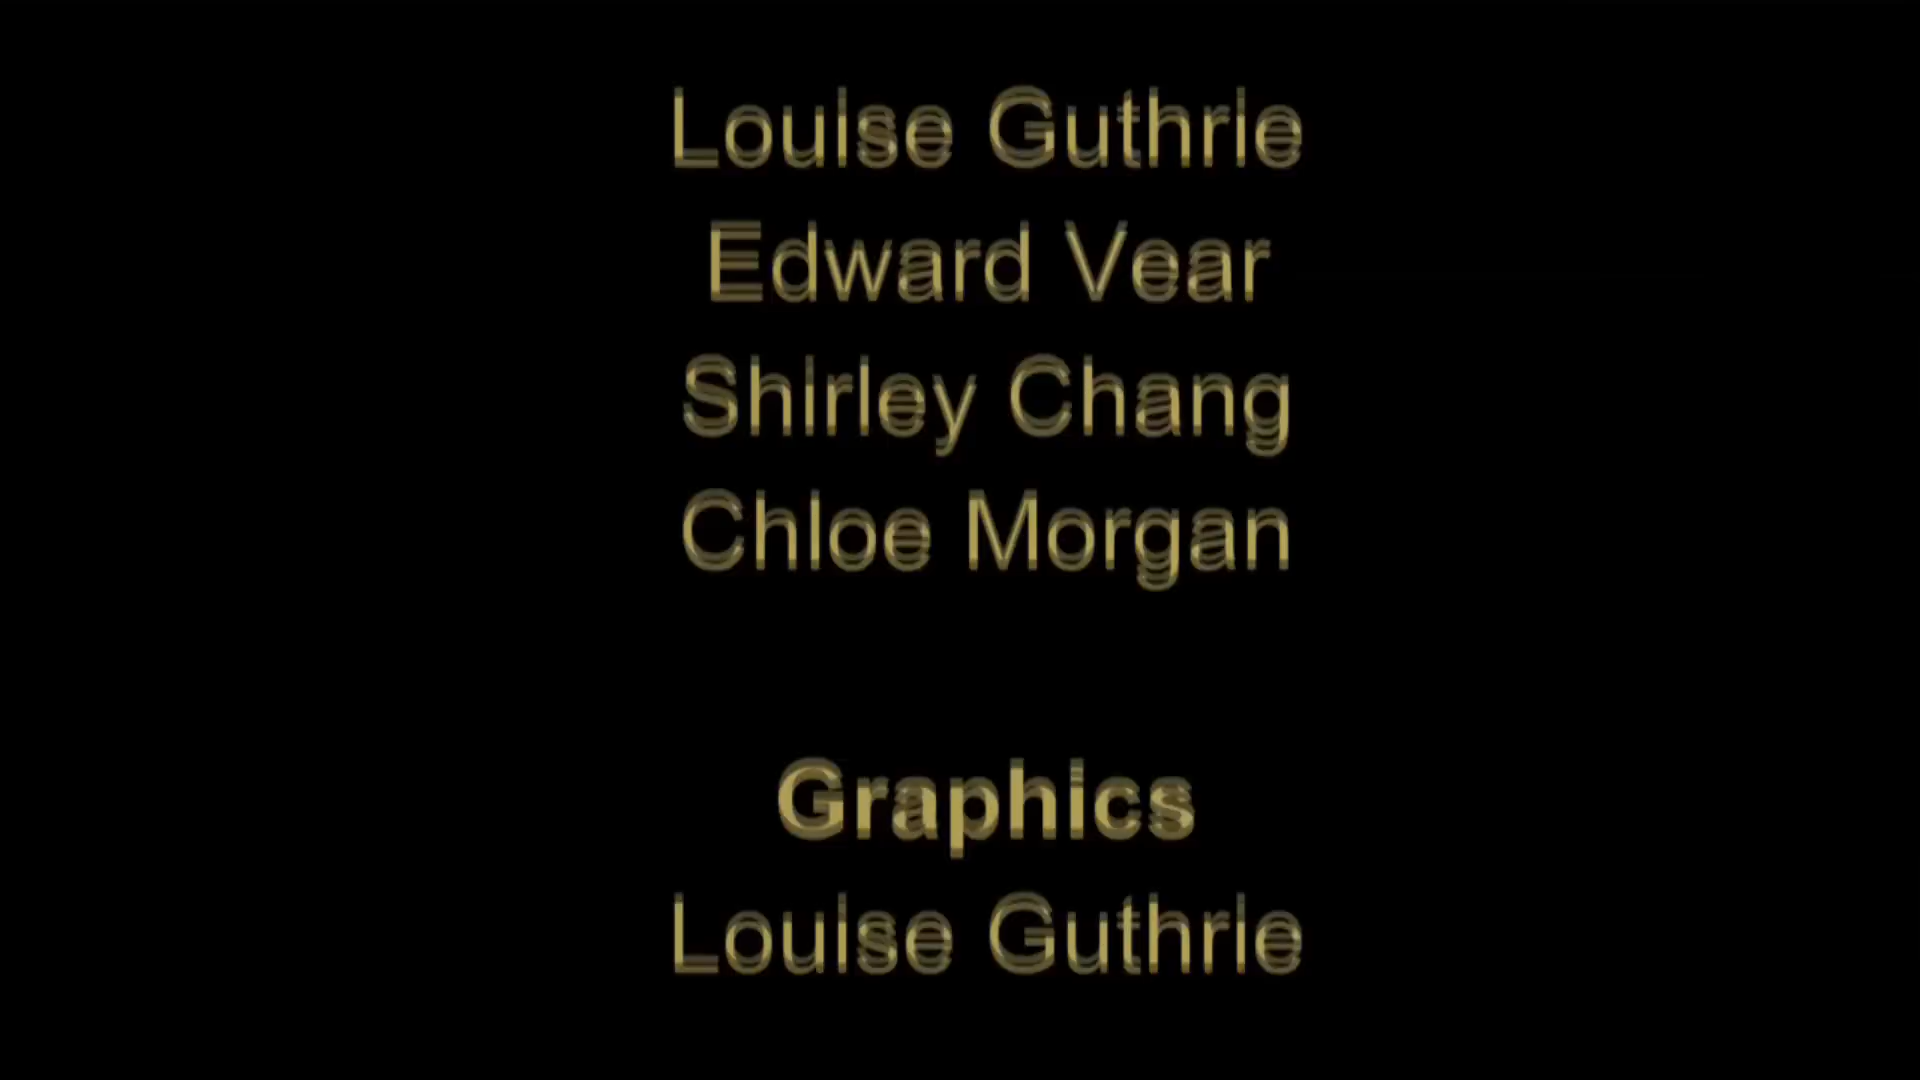 Louise Guthrie
Edward Vear
Shirley Chang
Chloe Morgan
Graphics
Louise Guthrie